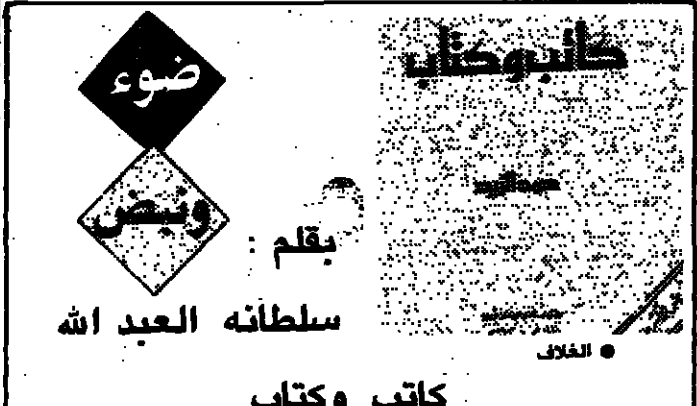 كاتب وكتاب
ضوء
ونبض
بقلم :
سلطانه العبد الله
● الغلاف
كاتب وكتاب